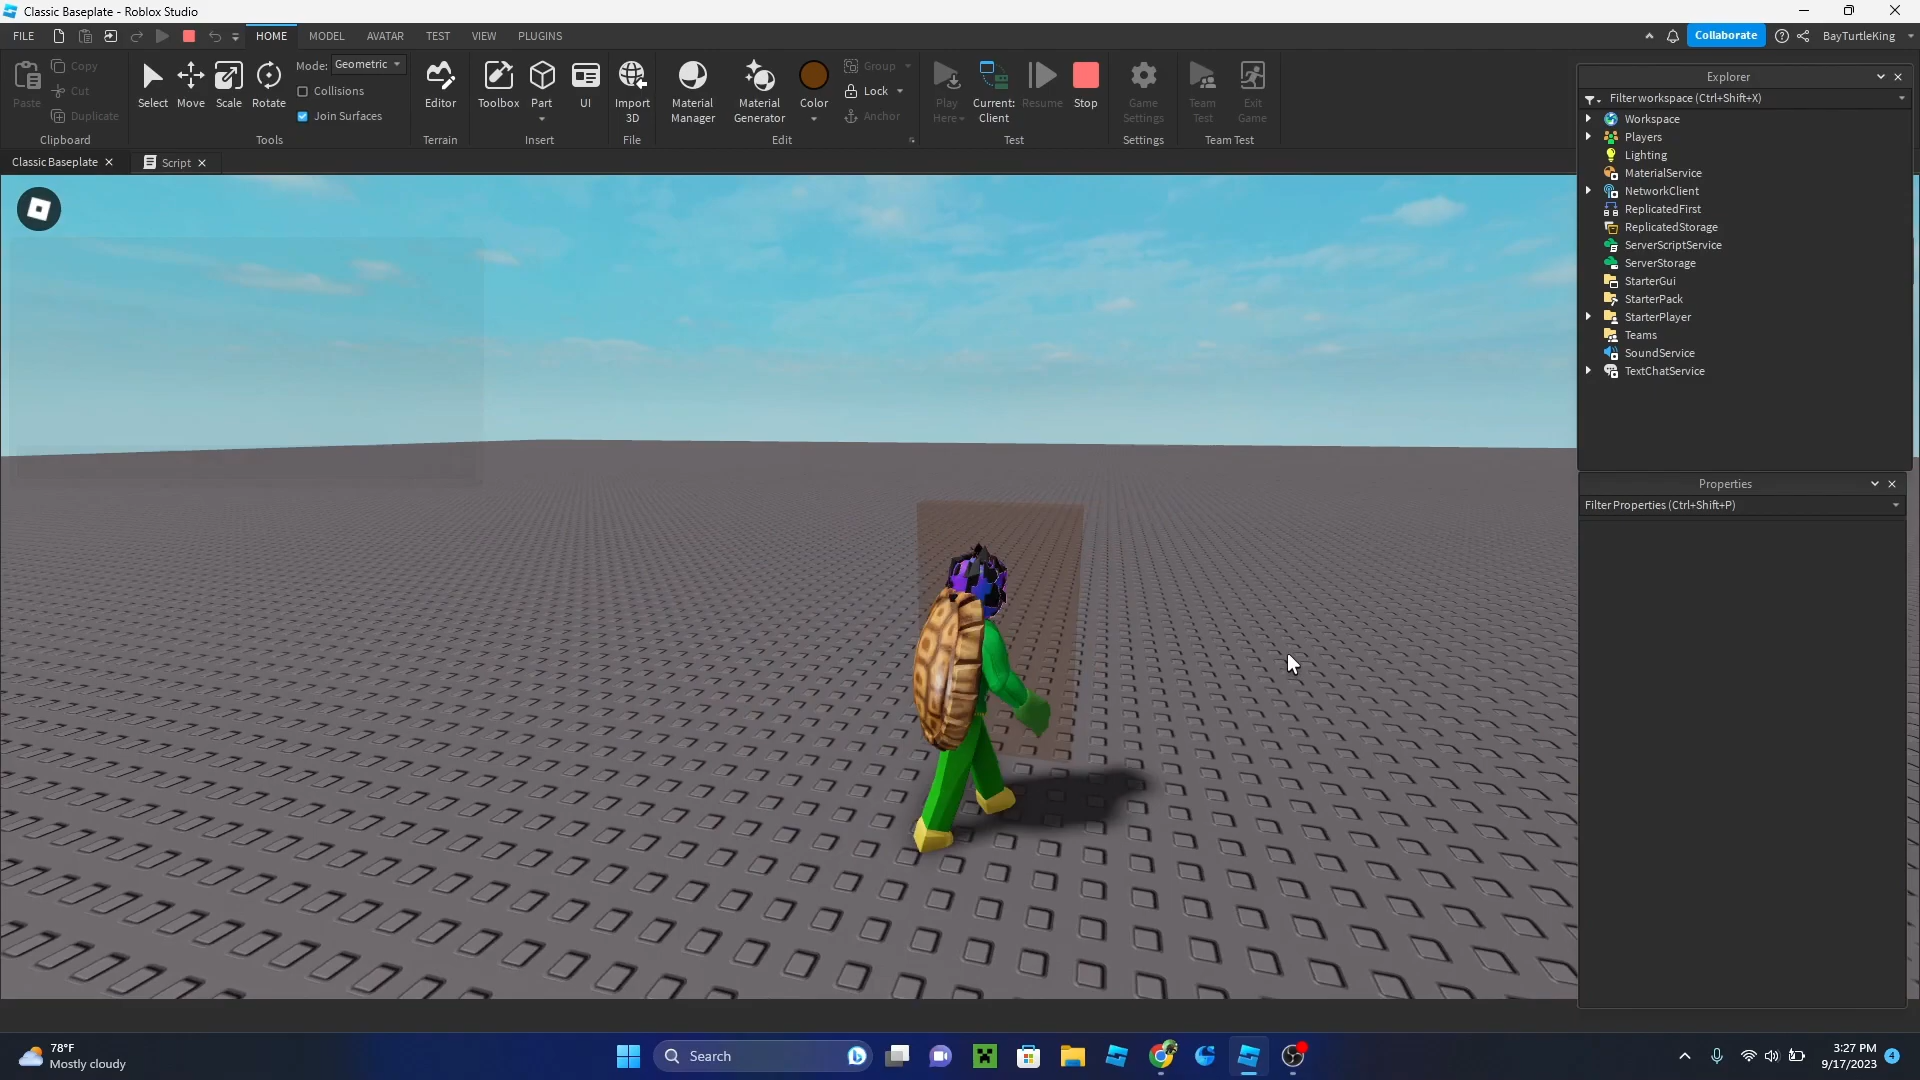 Classic Baseplate - Roblox Studio
FILE HOME MODEL AVATAR TEST VIEW PLUGINS Collaborate BayTurtleKing
Paste Copy Cut Duplicate
Clipboard
Select Move Scale Rotate
Mode: Geometric
Collisions
Join Surfaces
Tools
Editor
Terrain
Toolbox Part UI
Insert
Import 3D
File
Material Manager
Material Generator
Color
Group
Lock
Anchor
Edit
Play Here
Current: Client
Resume
Stop
Test
Game Settings
Settings
Team Test
Exit Game
Team Test
Classic Baseplate
Script
Explorer
Filter workspace (Ctrl+Shift+X)
Workspace
Players
Lighting
MaterialService
NetworkClient
ReplicatedFirst
ReplicatedStorage
ServerScriptService
ServerStorage
StarterGui
StarterPack
StarterPlayer
Teams
SoundService
TextChatService
Properties
Filter Properties (Ctrl+Shift+P)
78°F
Mostly cloudy
Search
3:27 PM
9/17/2023
4